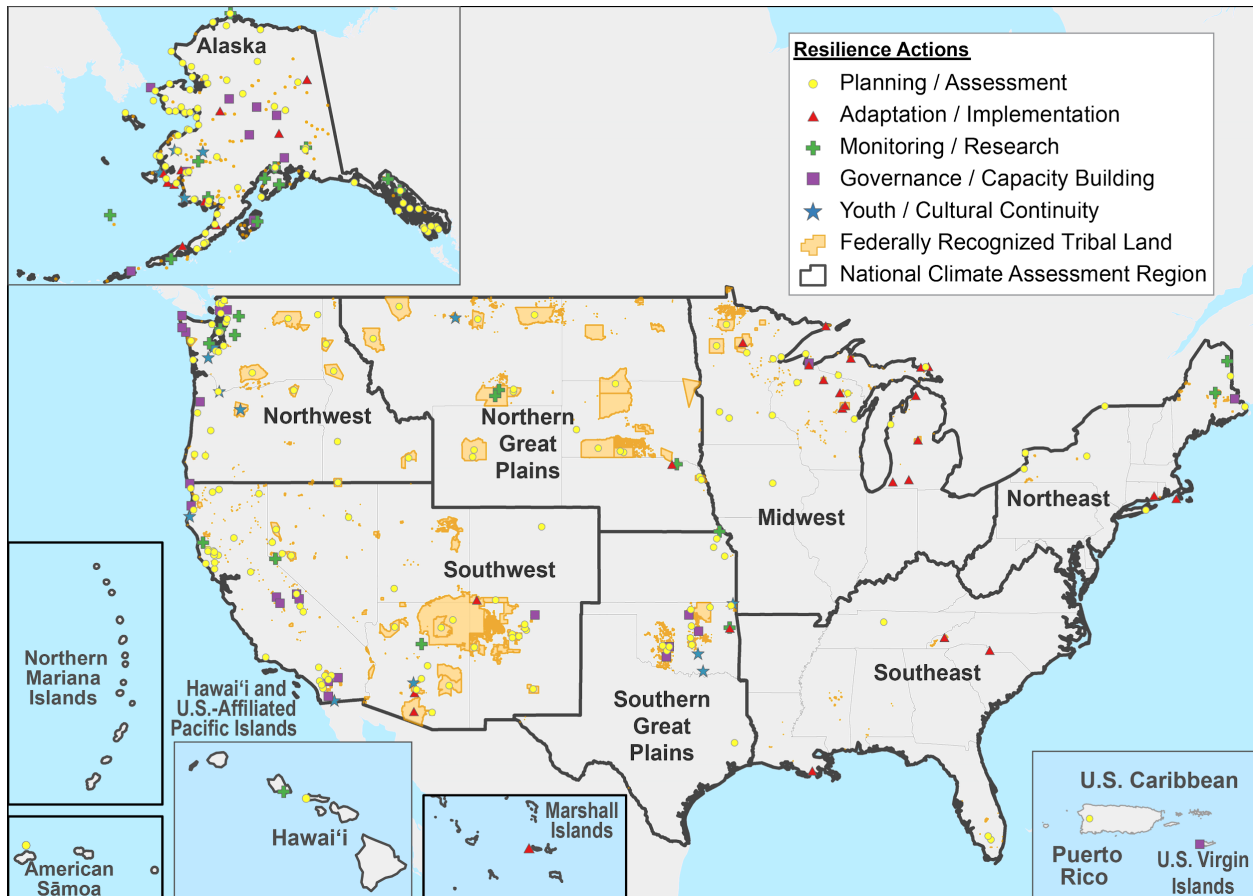 Alaska
Resilience Actions
Planning / Assessment
Adaptation / Implementation
Monitoring / Research
Governance / Capacity Building
Youth / Cultural Continuity
Federally Recognized Tribal Land
National Climate Assessment Region
Northwest
Northern
Great
Plains
Midwest
Northeast
Southwest
Southeast
Southern
Great
Plains
Northern
Mariana
Islands
Hawaiʻi and
U.S.-Affiliated
Pacific Islands
Hawaiʻi
American
Sāmoa
Marshall
Islands
U.S. Caribbean
Puerto
Rico
U.S. Virgin
Islands